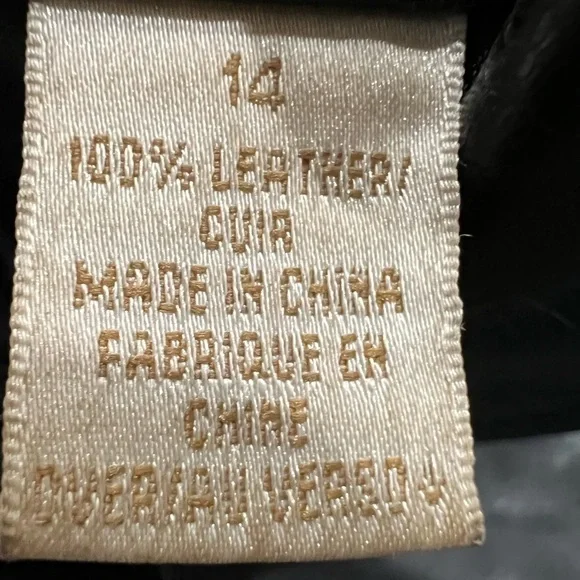 14
100% LEATHER/
CUIR
MADE IN CHINA
FABRIQUE EN
CHINE
OVER/AU VERSO↓